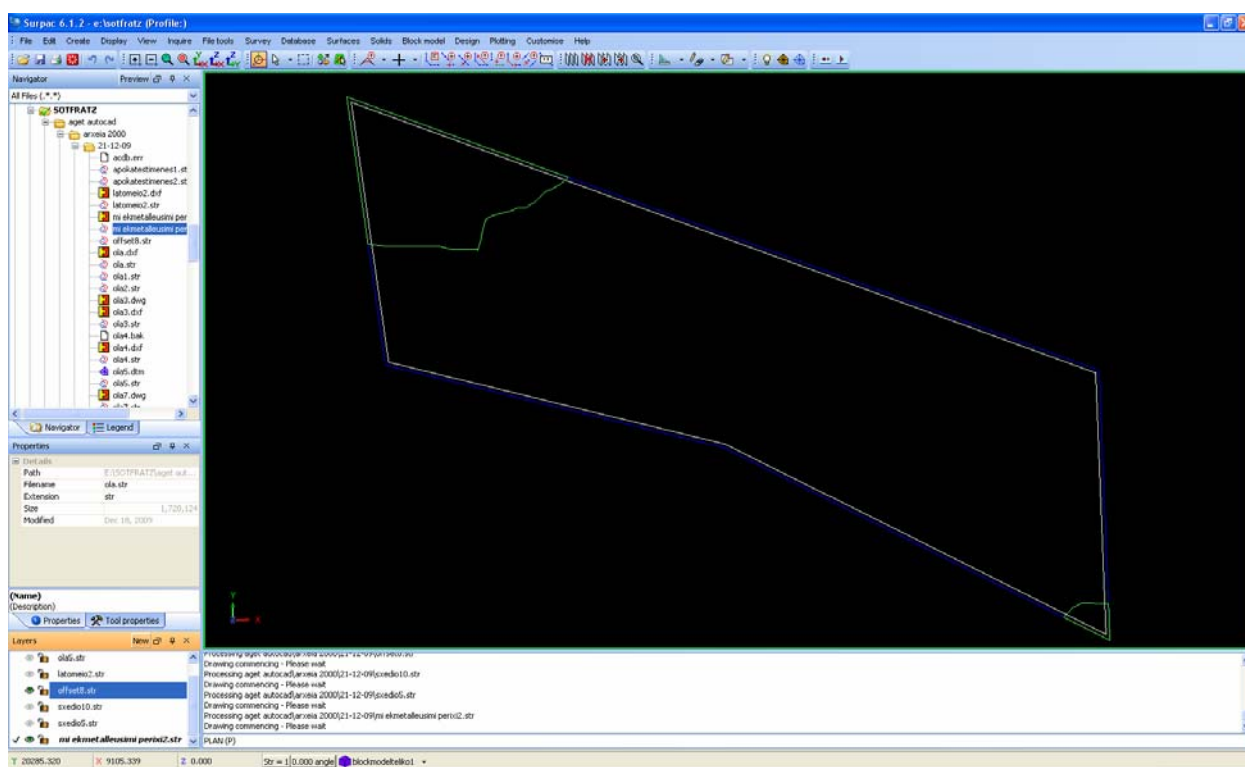 Surpac 6.1.2 - e:\sotfratz (Profile:)
File Edit Create Display View Inquire File tools Survey Database Surfaces Solids Block model Design Plotting Customise Help
Navigator Preview
All Files (*.*)
SOTFRATZ
aget autocad
arxeia 2000
21-12-09
acdb.err
apokatestimenes1.st
apokatestimenes2.st
latomeio2.dxf
latomeio2.str
mi ekmetalleusimi per
mi ekmetalleusimi per
offset8.str
ola.dxf
ola.str
ola1.str
ola2.str
ola3.dwg
ola3.dxf
ola3.str
ola4.bak
ola4.dxf
ola4.str
ola5.dtm
ola5.str
ola7.dwg
Navigator Legend
Properties
Details
Path E:\SOTFRATZ\aget aut...
Filename ola.str
Extension str
Size 1,720,124
Modified Dec 18, 2009
(Name)
(Description)
Properties Tool properties
Layers New
ola5.str
latomeio2.str
offset8.str
sxedio10.str
sxedio5.str
mi ekmetalleusimi perixi2.str
Y
X
Drawing commencing - Please wait
Processing aget autocad\arxeia 2000\21-12-09\sxedio10.str
Drawing commencing - Please wait
Processing aget autocad\arxeia 2000\21-12-09\sxedio5.str
Drawing commencing - Please wait
Processing aget autocad\arxeia 2000\21-12-09\mi ekmetalleusimi perixi2.str
Drawing commencing - Please wait
PLAN (P)
Y 20285.320 X 9105.339 Z 0.000 Str = 1 0.000 angle blockmodelteliko1